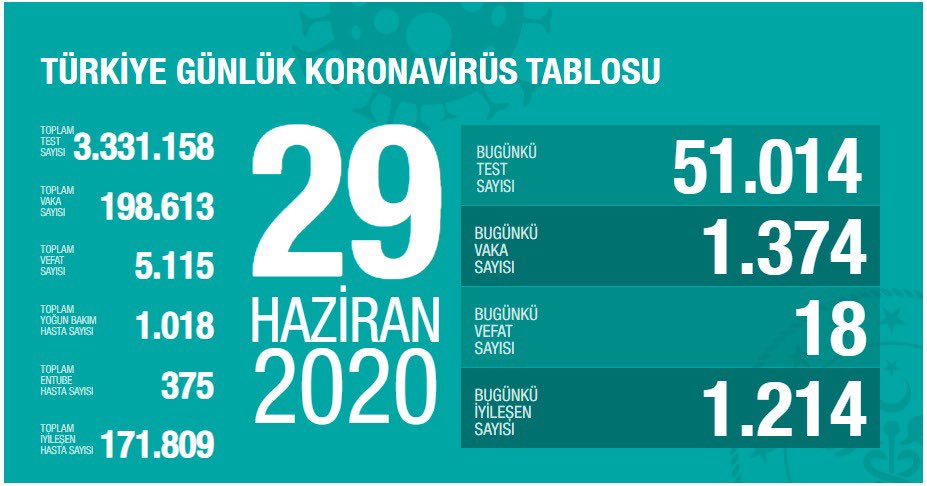 TÜRKİYE GÜNLÜK KORONAVİRÜS TABLOSU
TOPLAM
TEST
SAYISI
3.331.158
TOPLAM
VAKA
SAYISI
198.613
TOPLAM
VEFAT
SAYISI
5.115
TOPLAM
YOĞUN BAKIM
HASTA SAYISI
1.018
TOPLAM
ENTUBE
HASTA SAYISI
375
TOPLAM
İYİLEŞEN
HASTA SAYISI
171.809
29
HAZİRAN
2020
BUGÜNKÜ
TEST
SAYISI
51.014
BUGÜNKÜ
VAKA
SAYISI
1.374
BUGÜNKÜ
VEFAT
SAYISI
18
BUGÜNKÜ
İYİLEŞEN
SAYISI
1.214